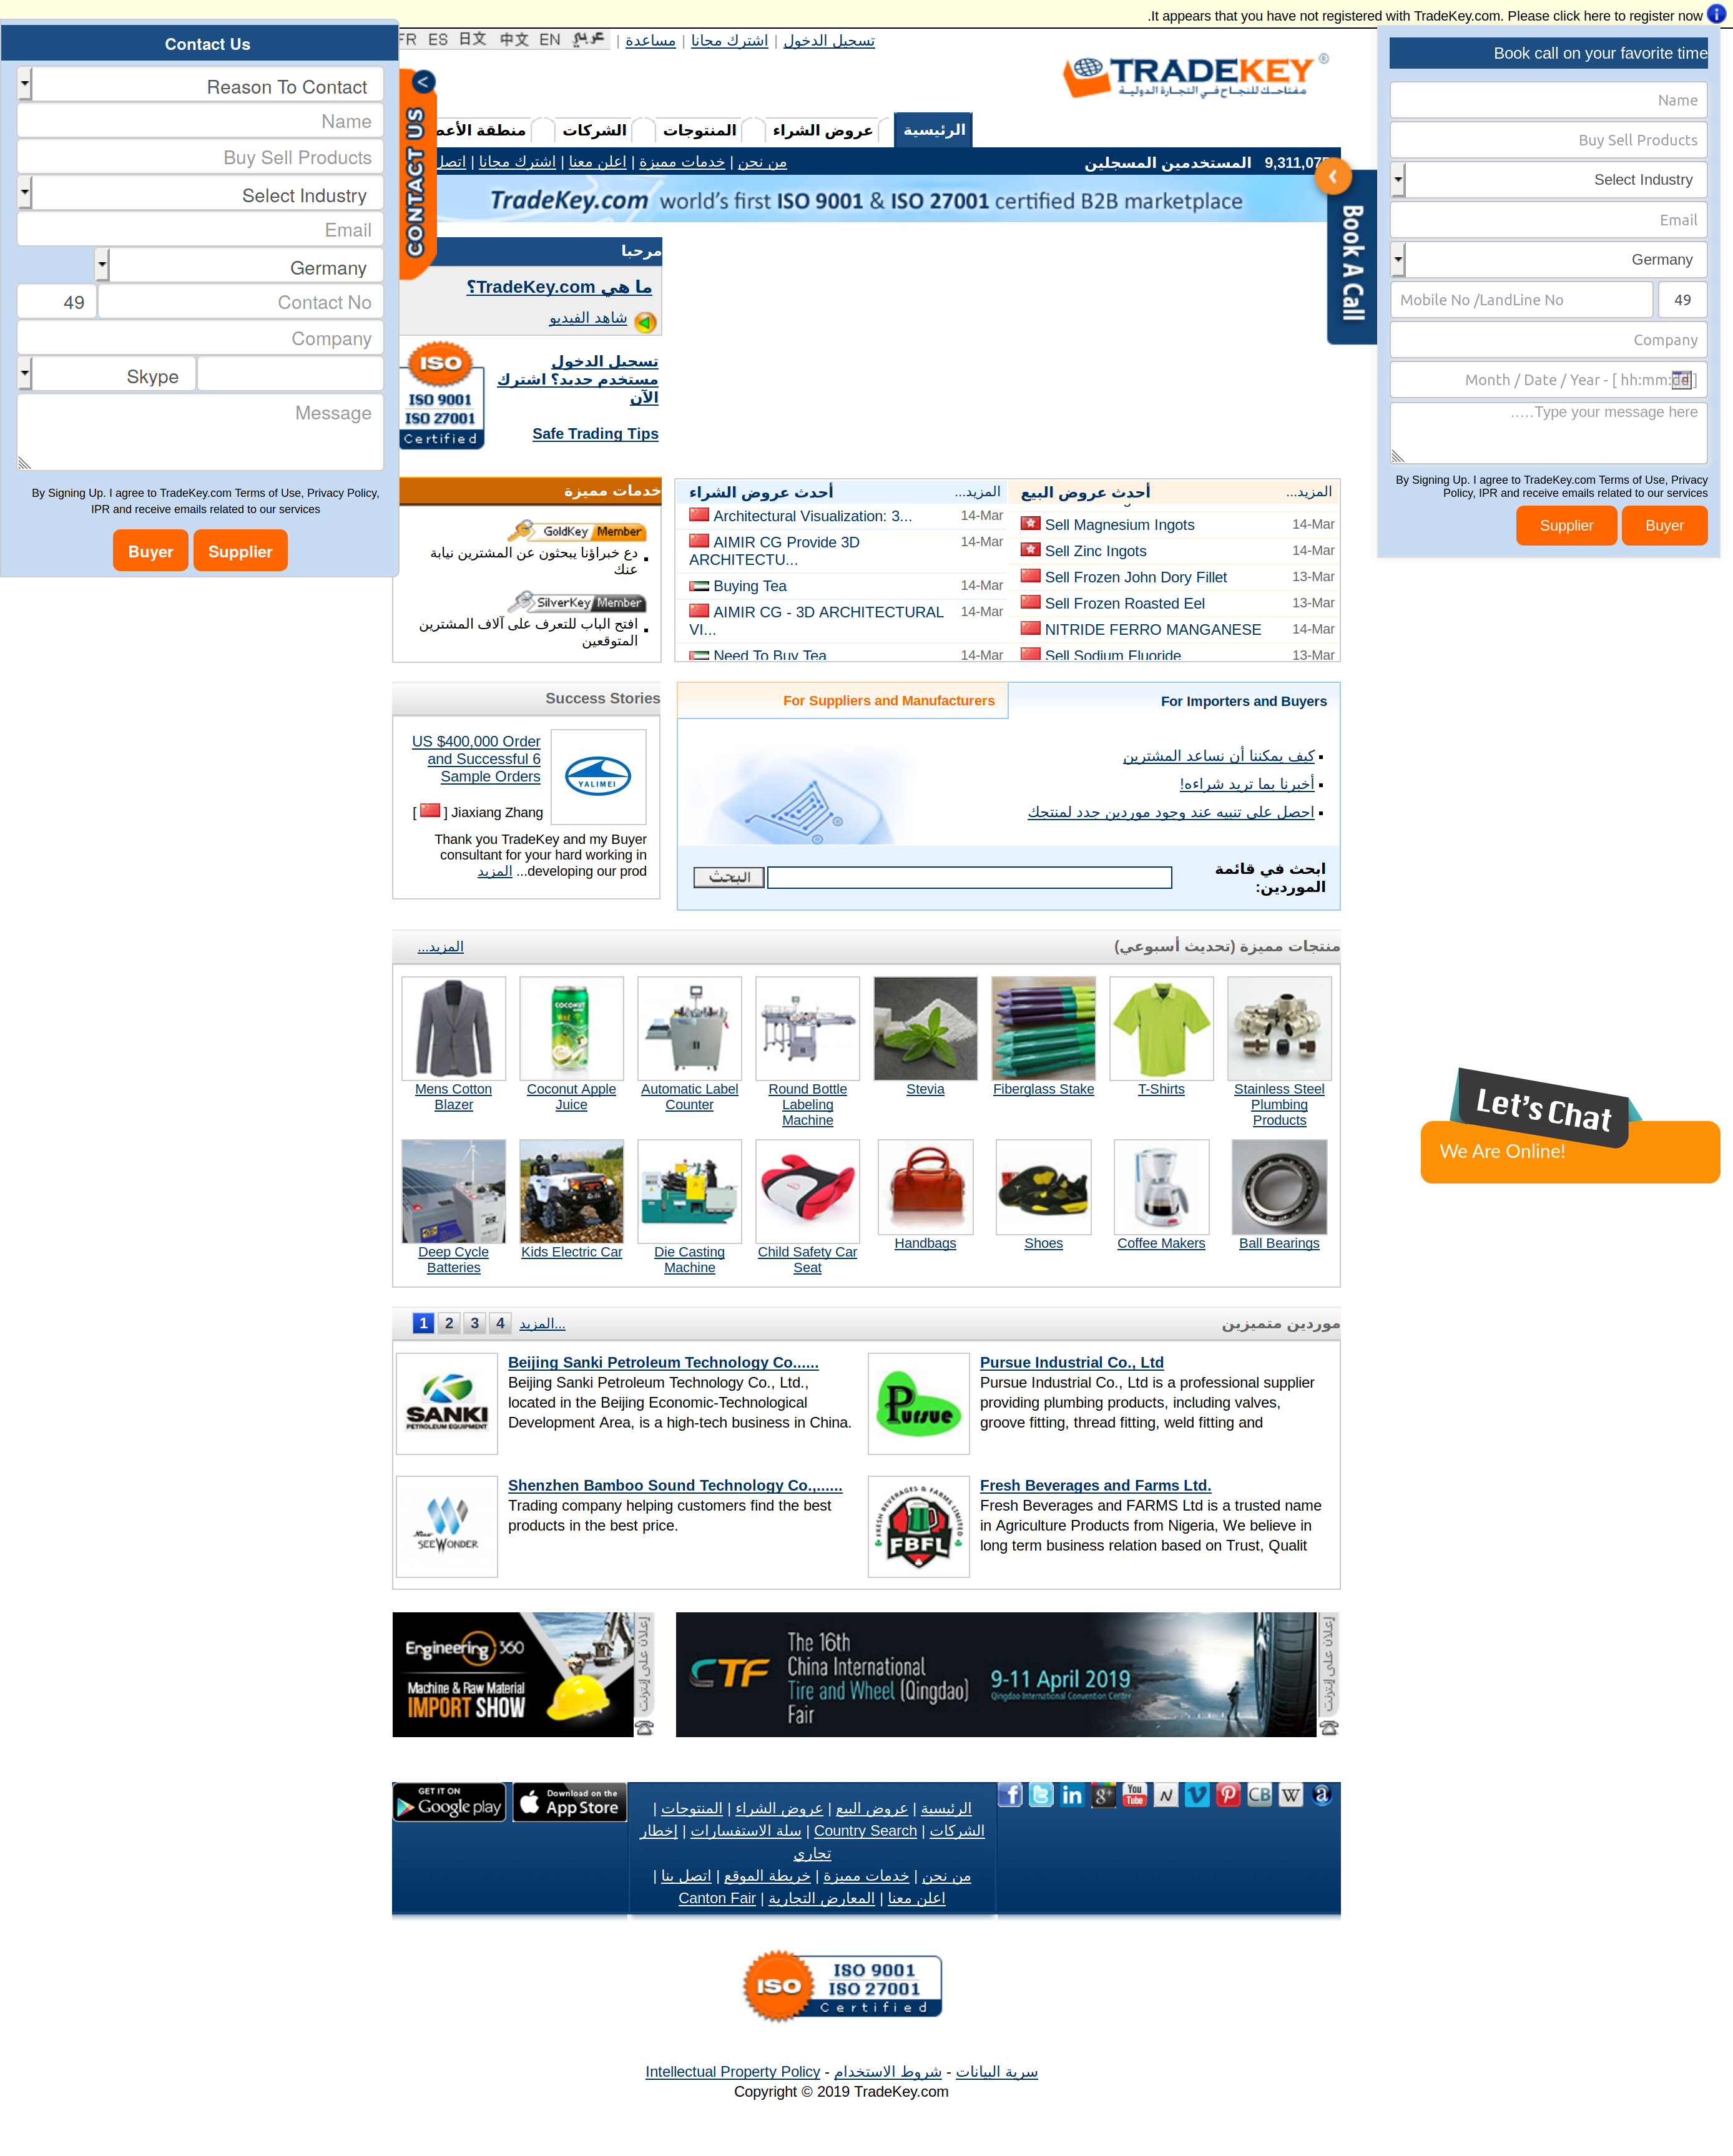 It appears that you have not registered with TradeKey.com. Please click here to register now.
Contact Us
Reason To Contact
Name
Buy Sell Products
Select Industry
Email
Germany
49
Contact No
Company
Skype
Message
By Signing Up. I agree to TradeKey.com Terms of Use, Privacy Policy,
IPR and receive emails related to our services
Buyer
Supplier
CONTACT US
تسجيل الدخول | اشترك مجانا | مساعدة |
عربي EN 中文 日文 ES FR
TRADEKEY ®
مفتاحك للنجاح في التجارة الدولية
الرئيسية
عروض الشراء
المنتوجات
الشركات
منطقة
المستخدمين المسجلين
من نحن | خدمات مميزة | اعلن معنا | اشترك مجانا |
TradeKey.com world's first ISO 9001 & ISO 27001 certified B2B marketplace
Book call on your favorite time
Name
Buy Sell Products
Select Industry
Email
Germany
Mobile No /LandLine No
49
Company
Month / Date / Year - [ hh:mm:dd ]
Type your message here.....
By Signing Up. I agree to TradeKey.com Terms of Use, Privacy
Policy, IPR and receive emails related to our services
Supplier
Buyer
Book A Call
مرحبا
ما هي TradeKey.com؟
شاهد الفيديو
ISO
ISO 9001
ISO 27001
Certified
تسجيل الدخول
مستخدم جديد؟ اشترك
الآن
Safe Trading Tips
خدمات مميزة
GoldKey Member
دع خبراؤنا يبحثون عن المشترين نيابة
عنك
SilverKey Member
افتح الباب للتعرف على آلاف المشترين
المتوقعين
أحدث عروض الشراء
المزيد...
Architectural Visualization: 3...
14-Mar
AIMIR CG Provide 3D
ARCHITECTU...
14-Mar
Buying Tea
14-Mar
AIMIR CG - 3D ARCHITECTURAL
VI...
14-Mar
Need To Buy Tea
14-Mar
أحدث عروض البيع
المزيد...
Sell Magnesium Ingots
14-Mar
Sell Zinc Ingots
14-Mar
Sell Frozen John Dory Fillet
13-Mar
Sell Frozen Roasted Eel
13-Mar
NITRIDE FERRO MANGANESE
14-Mar
Sell Sodium Fluoride
13-Mar
Success Stories
US $400,000 Order
and Successful 6
Sample Orders
YALIMEI
Jiaxiang Zhang [ ]
Thank you TradeKey and my Buyer
consultant for your hard working in
developing our prod... المزيد
For Suppliers and Manufacturers
For Importers and Buyers
كيف يمكننا أن نساعد المشترين
أخبرنا بما تريد شراءه!
احصل على تنبيه عند وجود موردين جدد لمنتجك
ابحث في قائمة
الموردين:
البحث
منتجات مميزة (تحديث أسبوعي)
المزيد...
Mens Cotton
Blazer
Coconut Apple
Juice
Automatic Label
Counter
Round Bottle
Labeling
Machine
Stevia
Fiberglass Stake
T-Shirts
Stainless Steel
Plumbing
Products
Deep Cycle
Batteries
Kids Electric Car
Die Casting
Machine
Child Safety Car
Seat
Handbags
Shoes
Coffee Makers
Ball Bearings
Let's Chat
We Are Online!
موردين متميزين
1 2 3 4 المزيد...
SANKI
PETROLEUM EQUIPMENT
Beijing Sanki Petroleum Technology Co......
Beijing Sanki Petroleum Technology Co., Ltd.,
located in the Beijing Economic-Technological
Development Area, is a high-tech business in China.
Pursue
Pursue Industrial Co., Ltd
Pursue Industrial Co., Ltd is a professional supplier
providing plumbing products, including valves,
groove fitting, thread fitting, weld fitting and
New
SEEWONDER
Shenzhen Bamboo Sound Technology Co.,......
Trading company helping customers find the best
products in the best price.
FRESH BEVERAGES & FARMS LIMITED
FBFL
Fresh Beverages and Farms Ltd.
Fresh Beverages and FARMS Ltd is a trusted name
in Agriculture Products from Nigeria, We believe in
long term business relation based on Trust, Qualit
Engineering 360
Machine & Raw Material
IMPORT SHOW
إعلان على إنترنت
CTF
The 16th
China International
Tire and Wheel (Qingdao)
Fair
9-11 April 2019
Qingdao International Convention Center
إعلان على إنترنت
GET IT ON
Google play
Download on the
App Store
الرئيسية | عروض البيع | عروض الشراء | المنتوجات |
الشركات | Country Search | سلة الاستفسارات | إخطار
تجاري
من نحن | خدمات مميزة | خريطة الموقع | اتصل بنا |
اعلن معنا | المعارض التجارية | Canton Fair
You
Tube
CB
W
ISO
ISO 9001
ISO 27001
Certified
سرية البيانات - شروط الاستخدام - Intellectual Property Policy
Copyright © 2019 TradeKey.com